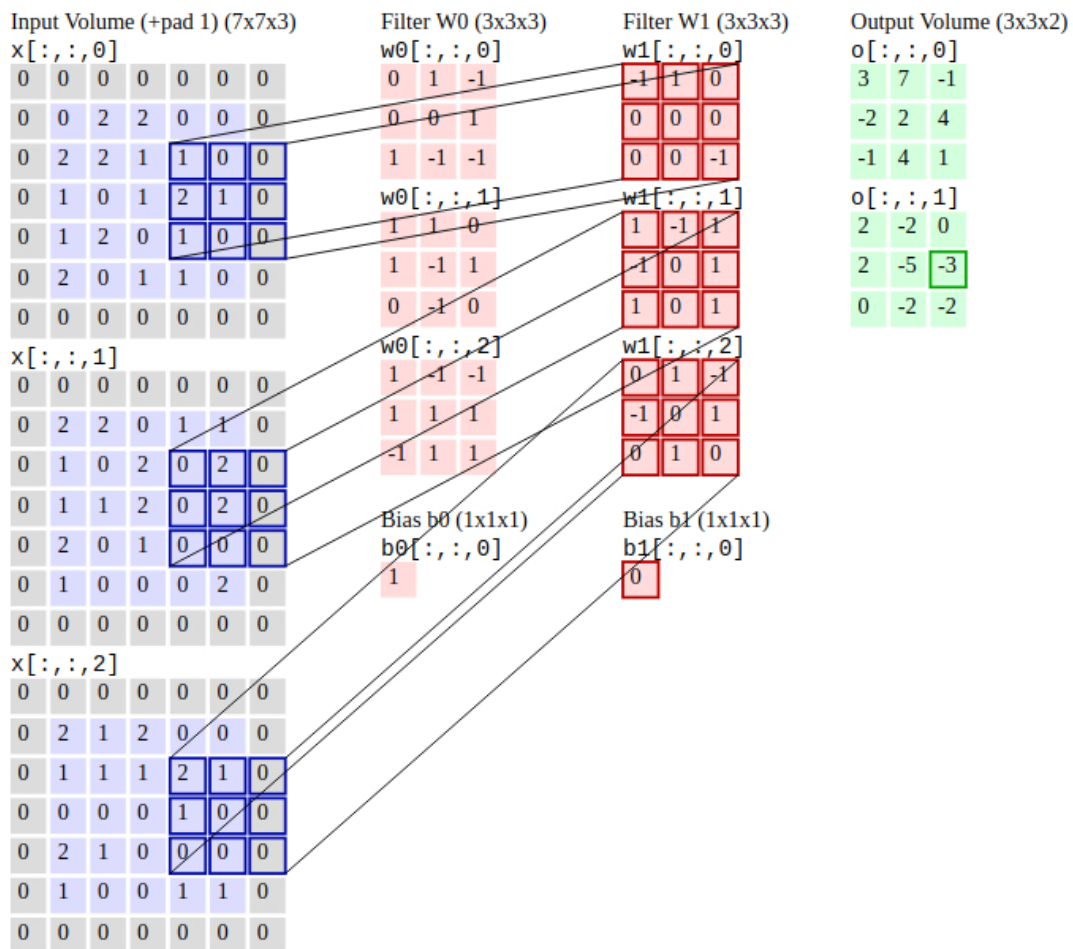 Input Volume (+pad 1) (7x7x3)
x[:,:,0]
0 0 0 0 0 0 0
0 0 2 2 0 0 0
0 2 2 1 1 0 0
0 1 0 1 2 1 0
0 1 2 0 1 0 0
0 2 0 1 1 0 0
0 0 0 0 0 0 0
x[:,:,1]
0 0 0 0 0 0 0
0 2 2 0 1 1 0
0 1 0 2 0 2 0
0 1 1 2 0 2 0
0 2 0 1 0 0 0
0 1 0 0 0 2 0
0 0 0 0 0 0 0
x[:,:,2]
0 0 0 0 0 0 0
0 2 1 2 0 0 0
0 1 1 1 2 1 0
0 0 0 0 1 0 0
0 2 1 0 0 0 0
0 1 0 0 1 1 0
0 0 0 0 0 0 0
Filter W0 (3x3x3)
w0[:,:,0]
0 1 -1
0 0 1
1 -1 -1
w0[:,:,1]
1 1 0
1 -1 1
0 -1 0
w0[:,:,2]
1 -1 -1
1 1 1
-1 1 1
Bias b0 (1x1x1)
b0[:,:,0]
1
Filter W1 (3x3x3)
w1[:,:,0]
-1 1 0
0 0 0
0 0 -1
w1[:,:,1]
1 -1 1
-1 0 1
1 0 1
w1[:,:,2]
0 1 -1
-1 0 1
0 1 0
Bias b1 (1x1x1)
b1[:,:,0]
0
Output Volume (3x3x2)
o[:,:,0]
3 7 -1
-2 2 4
-1 4 1
o[:,:,1]
2 -2 0
2 -5 -3
0 -2 -2